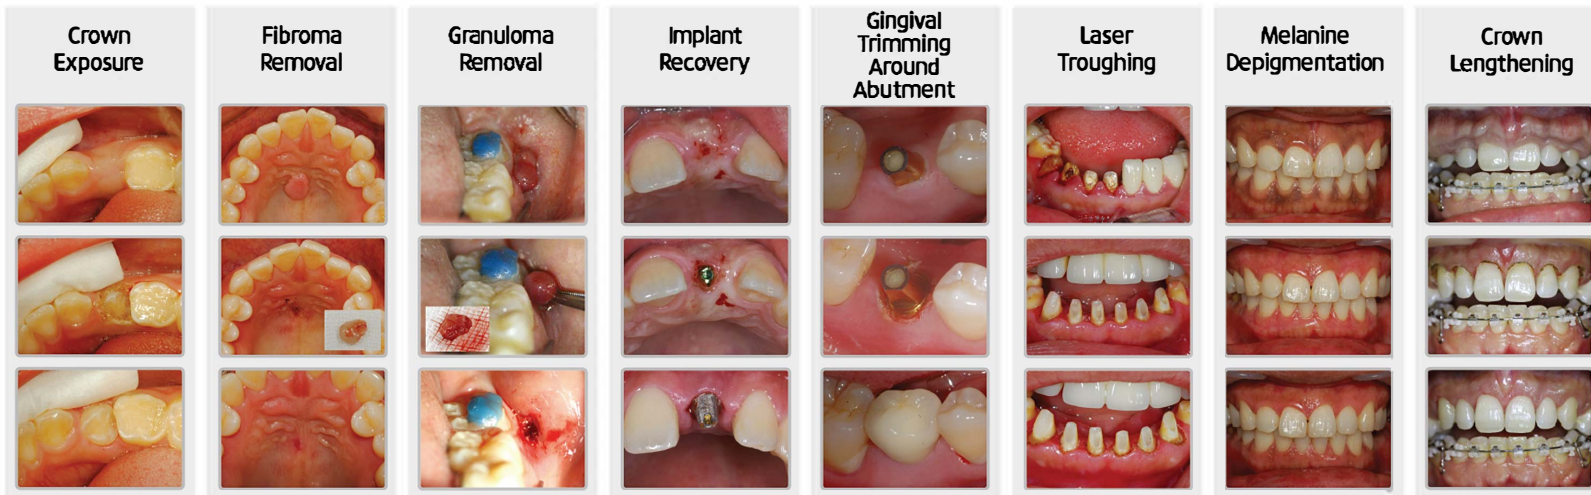 Crown
Exposure
Fibroma
Removal
Granuloma
Removal
Implant
Recovery
Gingival
Trimming
Around
Abutment
Laser
Troughing
Melanine
Depigmentation
Crown
Lengthening